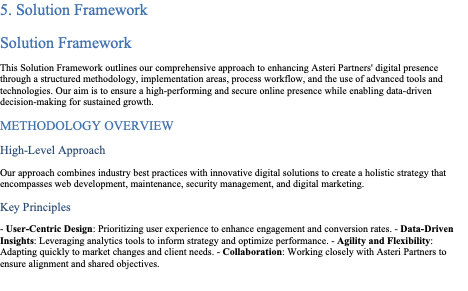 5. Solution Framework
Solution Framework
This Solution Framework outlines our comprehensive approach to enhancing Asteri Partners' digital presence
through a structured methodology, implementation areas, process workflow, and the use of advanced tools and
technologies. Our aim is to ensure a high-performing and secure online presence while enabling data-driven
decision-making for sustained growth.
METHODOLOGY OVERVIEW
High-Level Approach
Our approach combines industry best practices with innovative digital solutions to create a holistic strategy that
encompasses web development, maintenance, security management, and digital marketing.
Key Principles
- User-Centric Design: Prioritizing user experience to enhance engagement and conversion rates. - Data-Driven
Insights: Leveraging analytics tools to inform strategy and optimize performance. - Agility and Flexibility:
Adapting quickly to market changes and client needs. - Collaboration: Working closely with Asteri Partners to
ensure alignment and shared objectives.